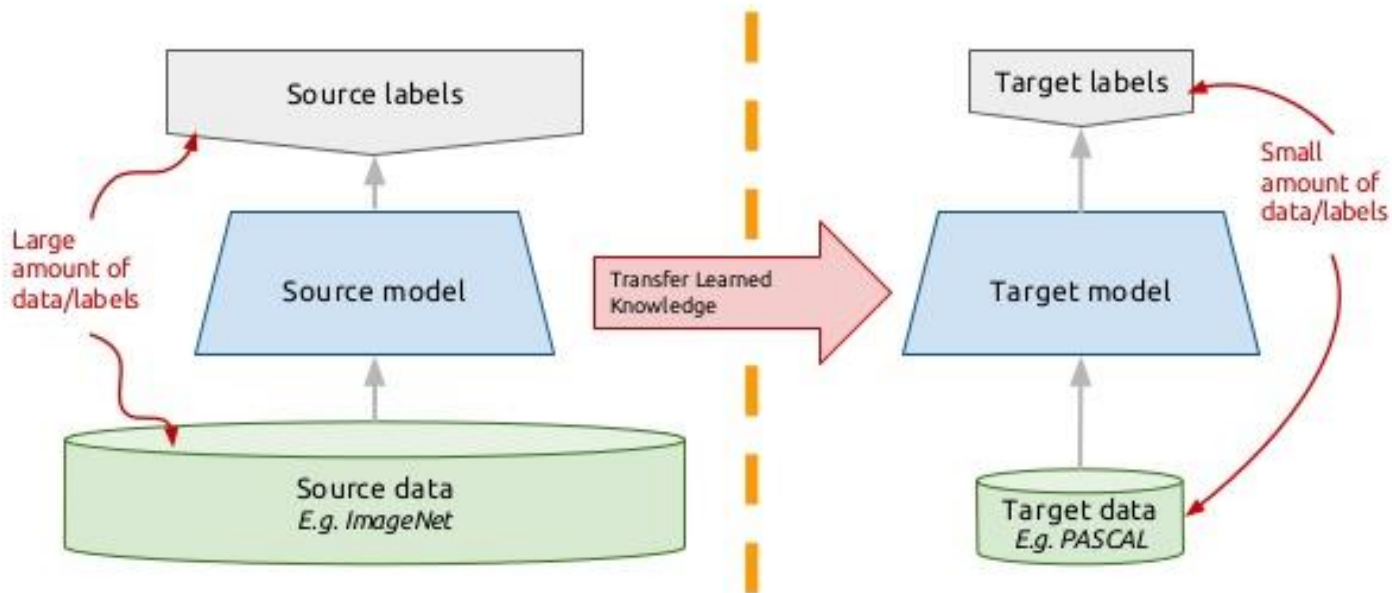 Source labels
Large
amount of
data/labels
Source model
Source data
E.g. ImageNet
Transfer Learned
Knowledge
Target labels
Small
amount of
data/labels
Target model
Target data
E.g. PASCAL